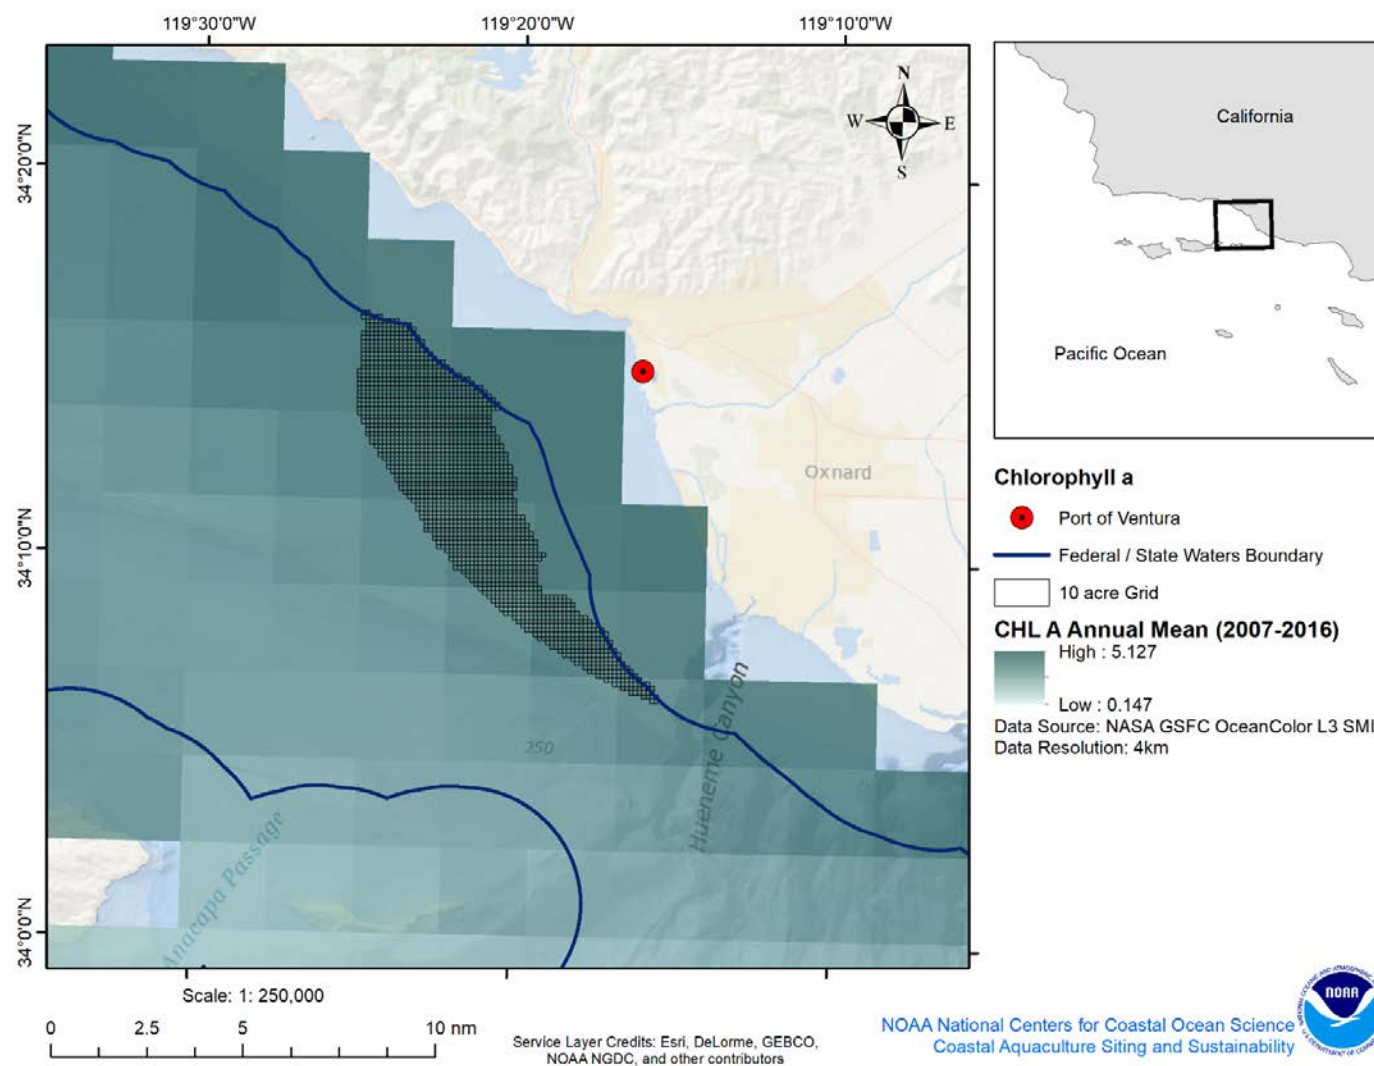 119°30'0"W 119°20'0"W 119°10'0"W
34°20'0"N
34°10'0"N
34°0'0"N
N
W E
S
Oxnard
250
Hueneme Canyon
Anacapa Passage
California
Pacific Ocean
Chlorophyll a
Port of Ventura
Federal / State Waters Boundary
10 acre Grid
CHL A Annual Mean (2007-2016)
High : 5.127
Low : 0.147
Data Source: NASA GSFC OceanColor L3 SMI
Data Resolution: 4km
Scale: 1: 250,000
0 2.5 5 10 nm
Service Layer Credits: Esri, DeLorme, GEBCO,
NOAA NGDC, and other contributors
NOAA National Centers for Coastal Ocean Science
Coastal Aquaculture Siting and Sustainability
NOAA